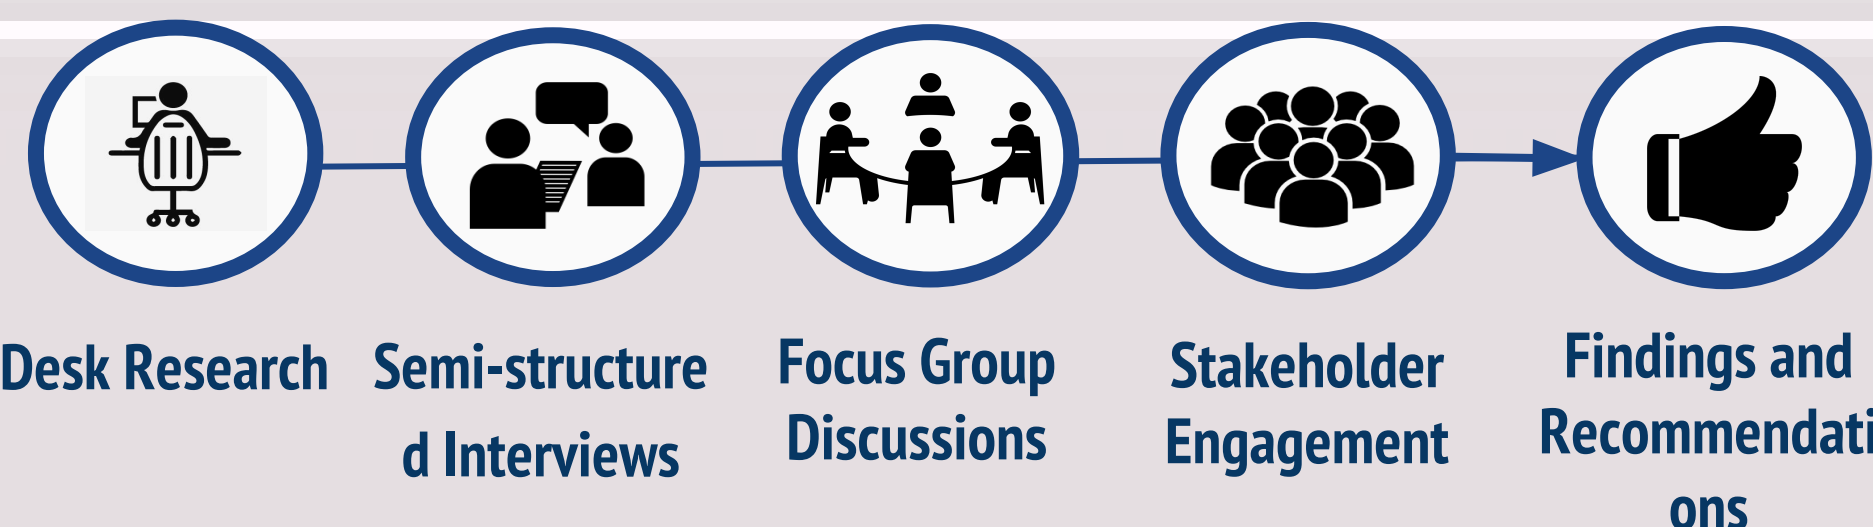 Desk Research
Semi-structure
d Interviews
Focus Group
Discussions
Stakeholder
Engagement
Findings and
Recommendati
ons